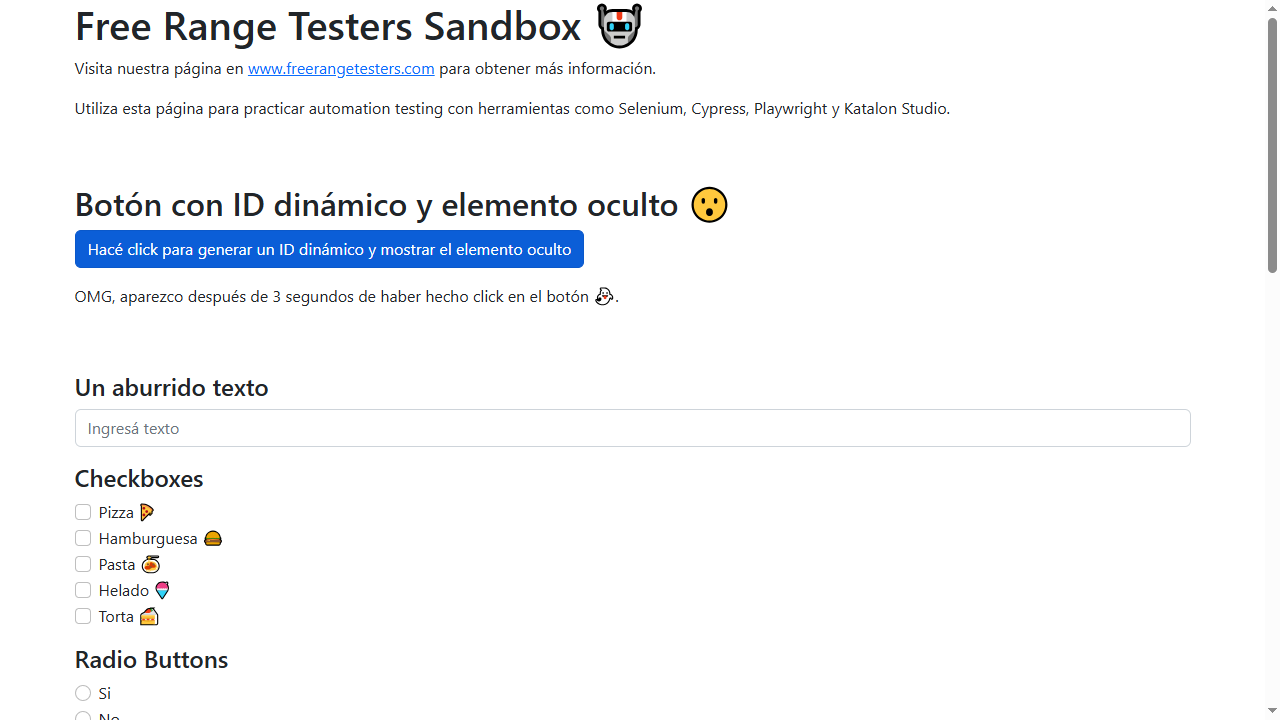 Free Range Testers Sandbox 🤖
Visita nuestra página en www.freerangetesters.com para obtener más información.
Utiliza esta página para practicar automation testing con herramientas como Selenium, Cypress, Playwright y Katalon Studio.
Botón con ID dinámico y elemento oculto 😮
Hacé click para generar un ID dinámico y mostrar el elemento oculto
OMG, aparezco después de 3 segundos de haber hecho click en el botón 👻.
Un aburrido texto
Ingresá texto
Checkboxes
Pizza 🍕
Hamburguesa 🍔
Pasta 🍝
Helado 🍧
Torta 🍰
Radio Buttons
Si
No